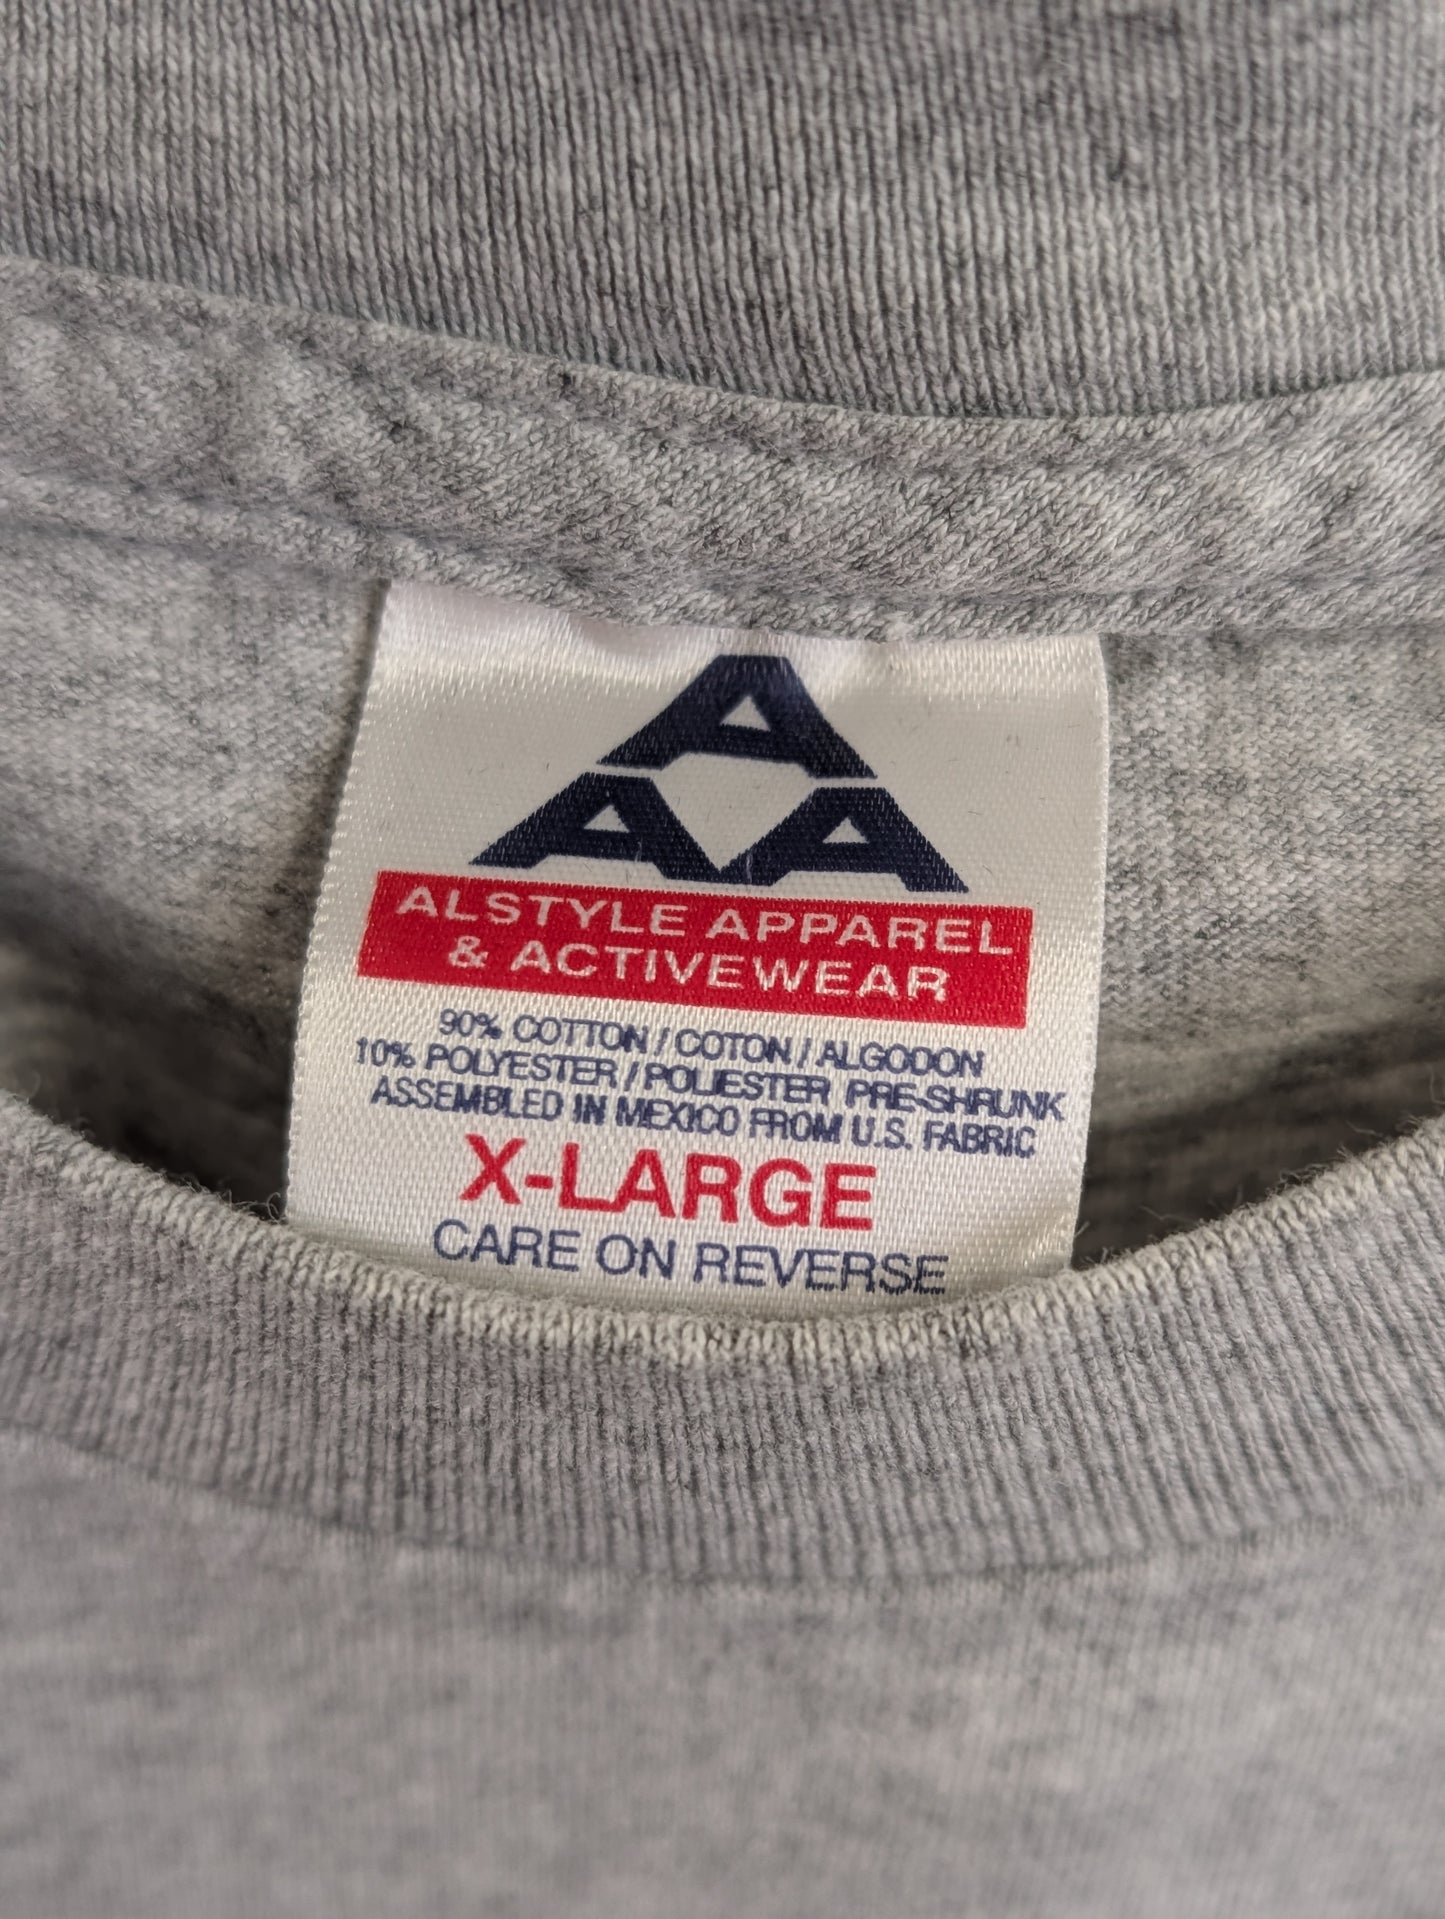 A
A A
ALSTYLE APPAREL
& ACTIVEWEAR
90% COTTON / COTON / ALGODON
10% POLYESTER / POLIESTER PRE-SHRUNK
ASSEMBLED IN MEXICO FROM U.S. FABRIC
X-LARGE
CARE ON REVERSE